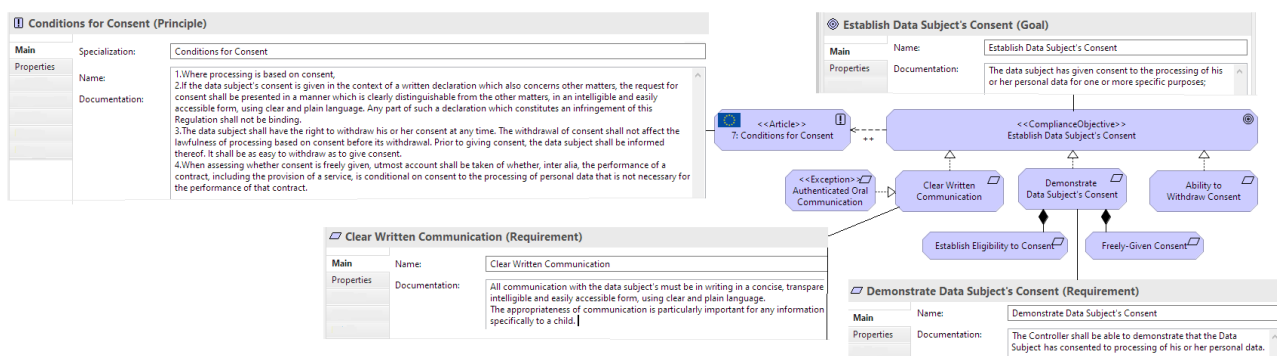 Conditions for Consent (Principle)
Main
Properties
Specialization:
Conditions for Consent
Name:
Documentation:
1.Where processing is based on consent,
2.If the data subject's consent is given in the context of a written declaration which also concerns other matters, the request for
consent shall be presented in a manner which is clearly distinguishable from the other matters, in an intelligible and easily
accessible form, using clear and plain language. Any part of such a declaration which constitutes an infringement of this
Regulation shall not be binding.
3.The data subject shall have the right to withdraw his or her consent at any time. The withdrawal of consent shall not affect the
lawfulness of processing based on consent before its withdrawal. Prior to giving consent, the data subject shall be informed
thereof. It shall be as easy to withdraw as to give consent.
4.When assessing whether consent is freely given, utmost account shall be taken of whether, inter alia, the performance of a
contract, including the provision of a service, is conditional on consent to the processing of personal data that is not necessary for
the performance of that contract.
Establish Data Subject's Consent (Goal)
Main
Properties
Name:
Establish Data Subject's Consent
Documentation:
The data subject has given consent to the processing of his
or her personal data for one or more specific purposes;
<<Article>>
7: Conditions for Consent
++
<<ComplianceObjective>>
Establish Data Subject's Consent
<<Exception>>
Authenticated Oral
Communication
Clear Written
Communication
Demonstrate
Data Subject's Consent
Ability to
Withdraw Consent
Establish Eligibility to Consent
Freely-Given Consent
Clear Written Communication (Requirement)
Main
Properties
Name:
Clear Written Communication
Documentation:
All communication with the data subject's must be in writing in a concise, transpare
intelligible and easily accessible form, using clear and plain language.
The appropriateness of communication is particularly important for any information
specifically to a child.
Demonstrate Data Subject's Consent (Requirement)
Main
Properties
Name:
Demonstrate Data Subject's Consent
Documentation:
The Controller shall be able to demonstrate that the Data
Subject has consented to processing of his or her personal data.